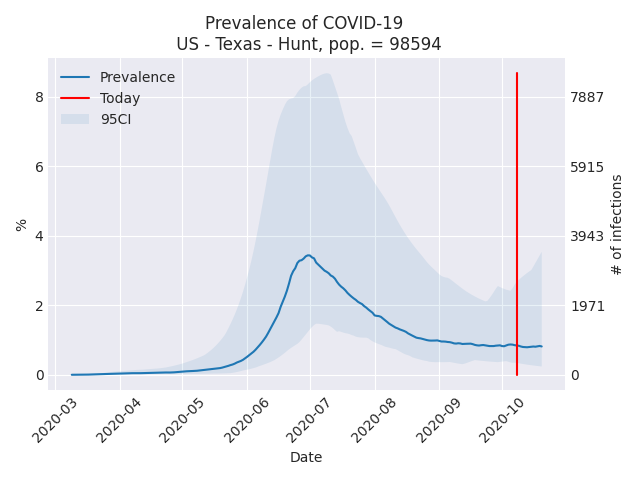 Prevalence of COVID-19
US - Texas - Hunt, pop. = 98594
Prevalence
Today
95CI
8
6
4
2
0
%
7887
5915
3943
1971
0
# of infections
2020-03
2020-04
2020-05
2020-06
2020-07
2020-08
2020-09
2020-10
Date